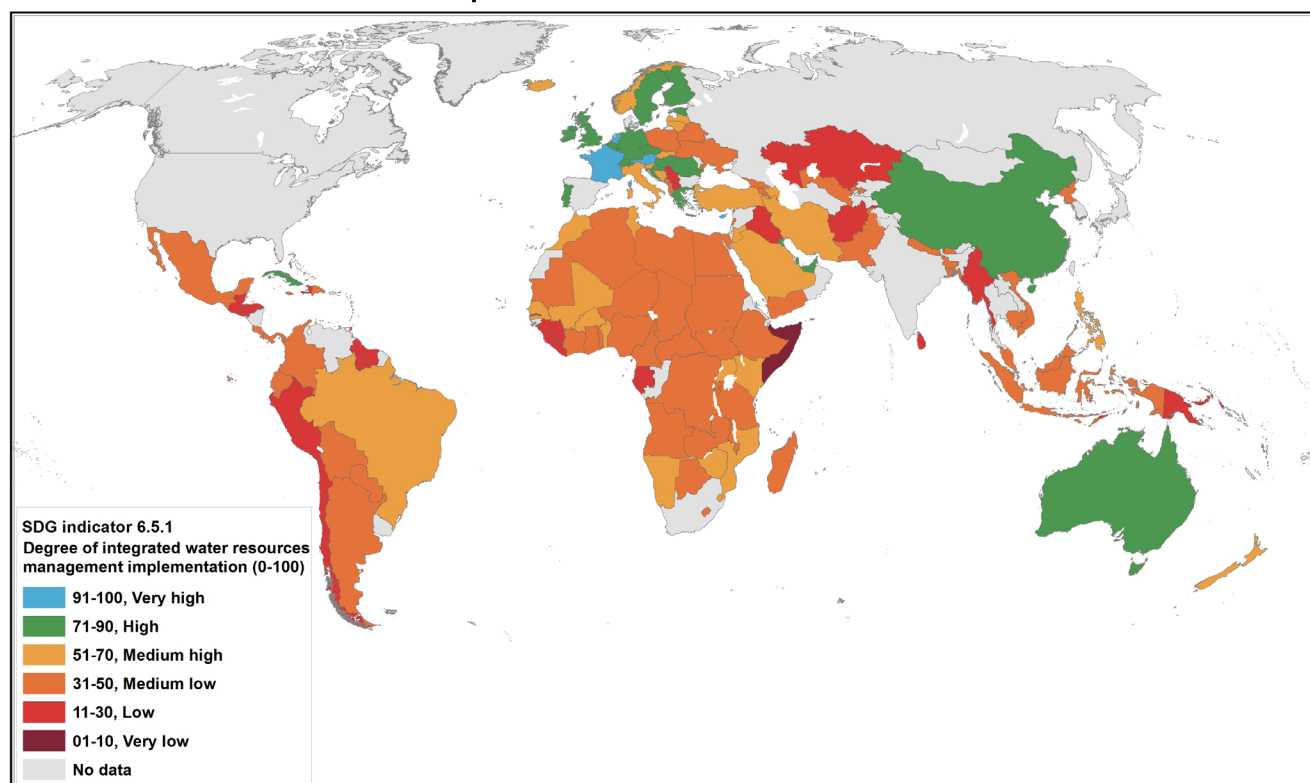 SDG indicator 6.5.1
Degree of integrated water resources
management implementation (0-100)
91-100, Very high
71-90, High
51-70, Medium high
31-50, Medium low
11-30, Low
01-10, Very low
No data